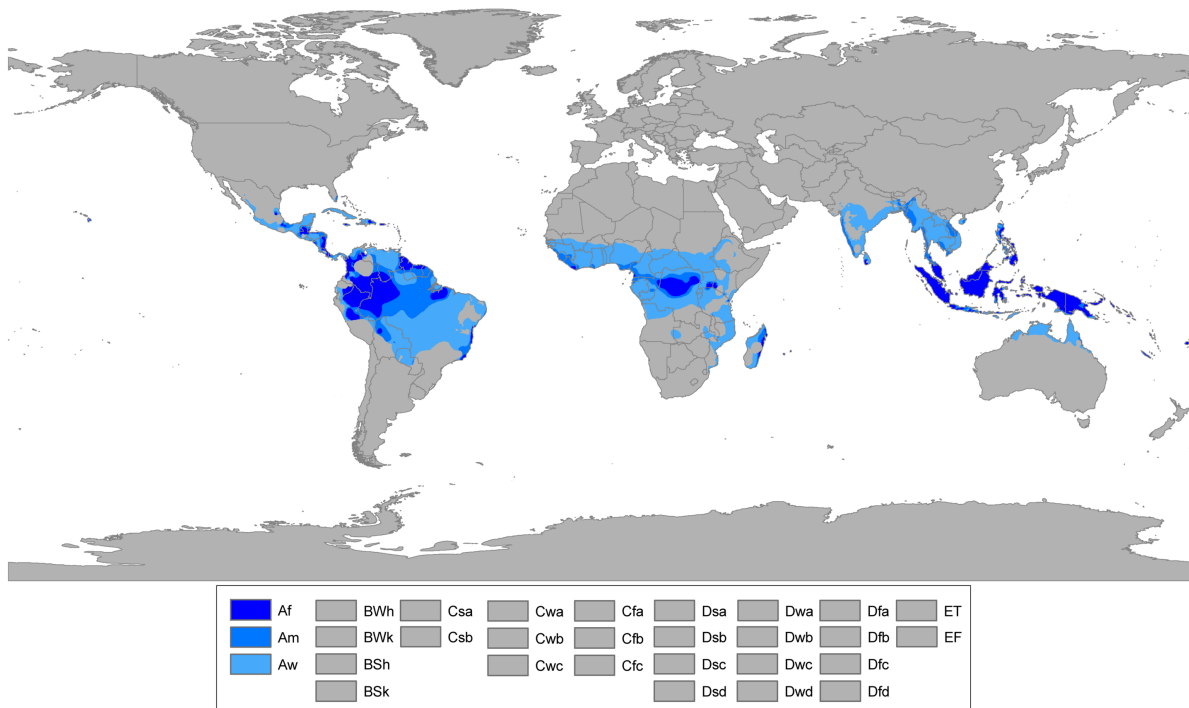 Af BWh Csa Cwa Cfa Dsa Dwa Dfa ET
Am BWk Csb Cwb Cfb Dsb Dwb Dfb EF
Aw BSh Cwc Cfc Dsc Dwc Dfc
BSk Dsd Dwd Dfd